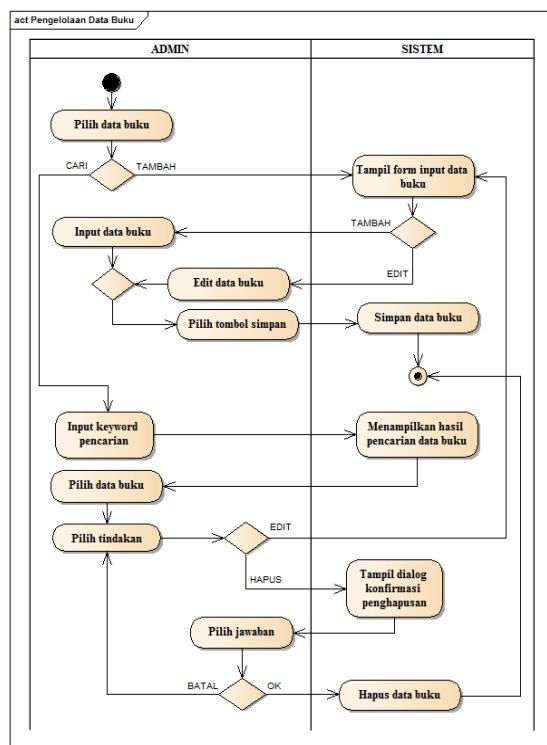 act Pengelolaan Data Buku
ADMIN
SISTEM
Pilih data buku
CARI
TAMBAH
Tampil form input data
buku
Input data buku
TAMBAH
EDIT
Edit data buku
Pilih tombol simpan
Simpan data buku
Input keyword
pencarian
Menampilkan hasil
pencarian data buku
Pilih data buku
Pilih tindakan
EDIT
HAPUS
Tampil dialog
konfirmasi
penghapusan
Pilih jawaban
BATAL
OK
Hapus data buku